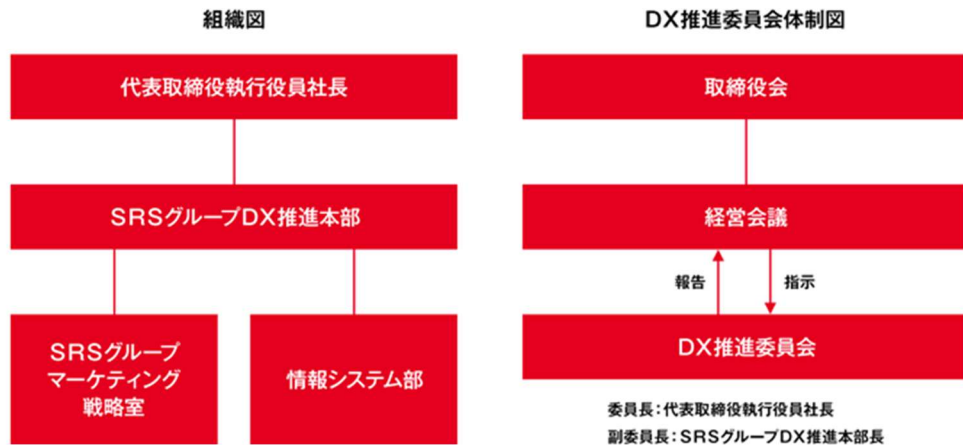 組織図
代表取締役執行役員社長
SRSグループDX推進本部
SRSグループ
マーケティング
戦略室
情報システム部
DX推進委員会体制図
取締役会
経営会議
報告
指示
DX推進委員会
委員長：代表取締役執行役員社長
副委員長：SRSグループDX推進本部長